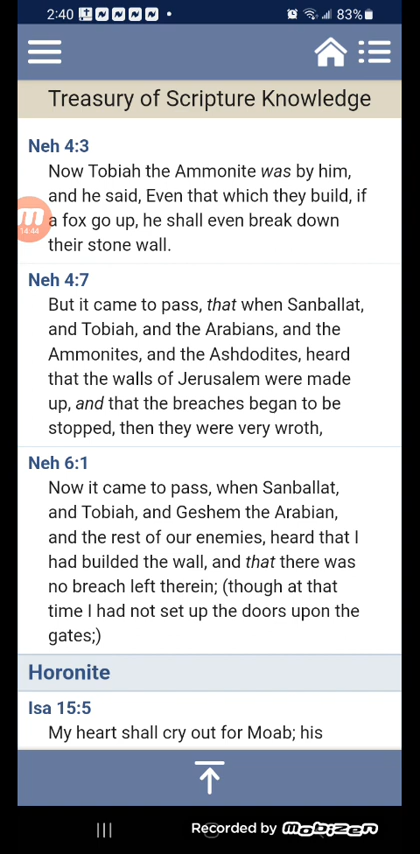 2:40 83%
Treasury of Scripture Knowledge
Neh 4:3
Now Tobiah the Ammonite was by him,
and he said, Even that which they build, if
a fox go up, he shall even break down
14:44
their stone wall.
Neh 4:7
But it came to pass, that when Sanballat,
and Tobiah, and the Arabians, and the
Ammonites, and the Ashdodites, heard
that the walls of Jerusalem were made
up, and that the breaches began to be
stopped, then they were very wroth,
Neh 6:1
Now it came to pass, when Sanballat,
and Tobiah, and Geshem the Arabian,
and the rest of our enemies, heard that I
had builded the wall, and that there was
no breach left therein; (though at that
time I had not set up the doors upon the
gates;)
Horonite
Isa 15:5
My heart shall cry out for Moab; his
Recorded by Mobizen